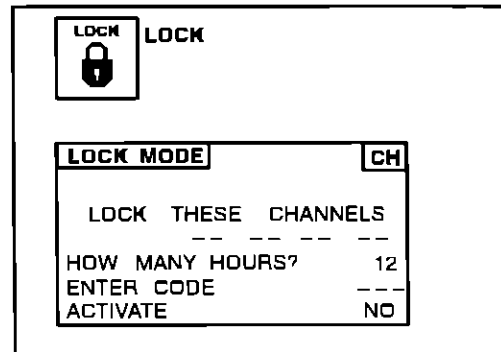 LOCK
LOCK
LOCK MODE CH
LOCK THESE CHANNELS
-- -- -- --
HOW MANY HOURS? 12
ENTER CODE ---
ACTIVATE NO